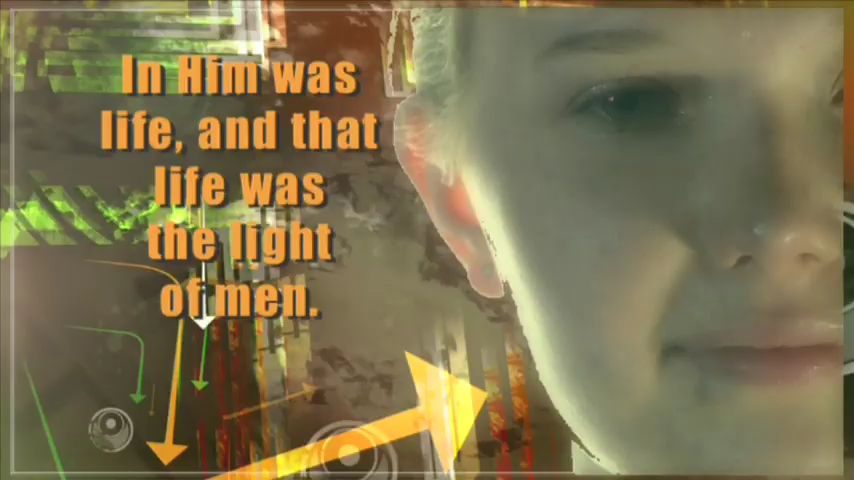 In Him was
life, and that
life was
the light
of men.